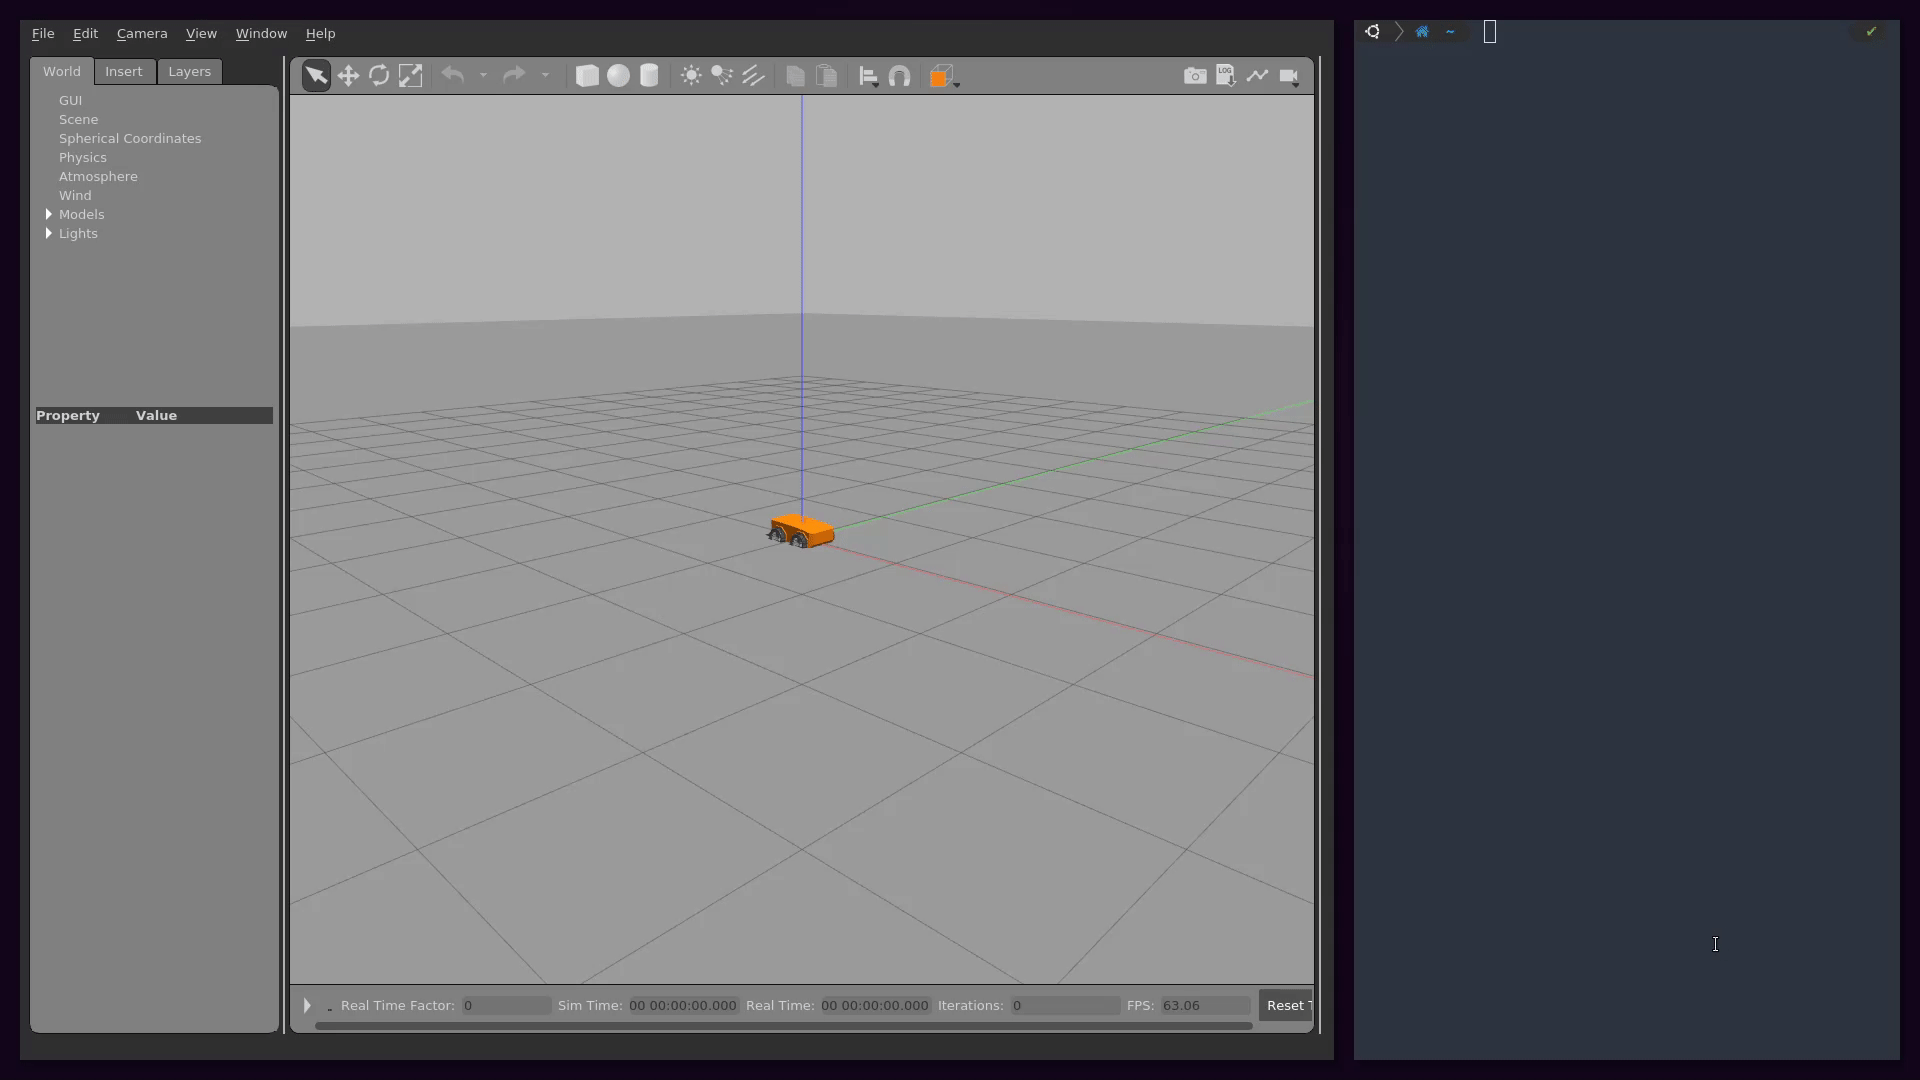 File Edit Camera View Window Help
World Insert Layers
GUI
Scene
Spherical Coordinates
Physics
Atmosphere
Wind
Models
Lights
Property Value
LOG
Real Time Factor: 0 Sim Time: 00 00:00:00.000 Real Time: 00 00:00:00.000 Iterations: 0 FPS: 63.06 Reset T
~